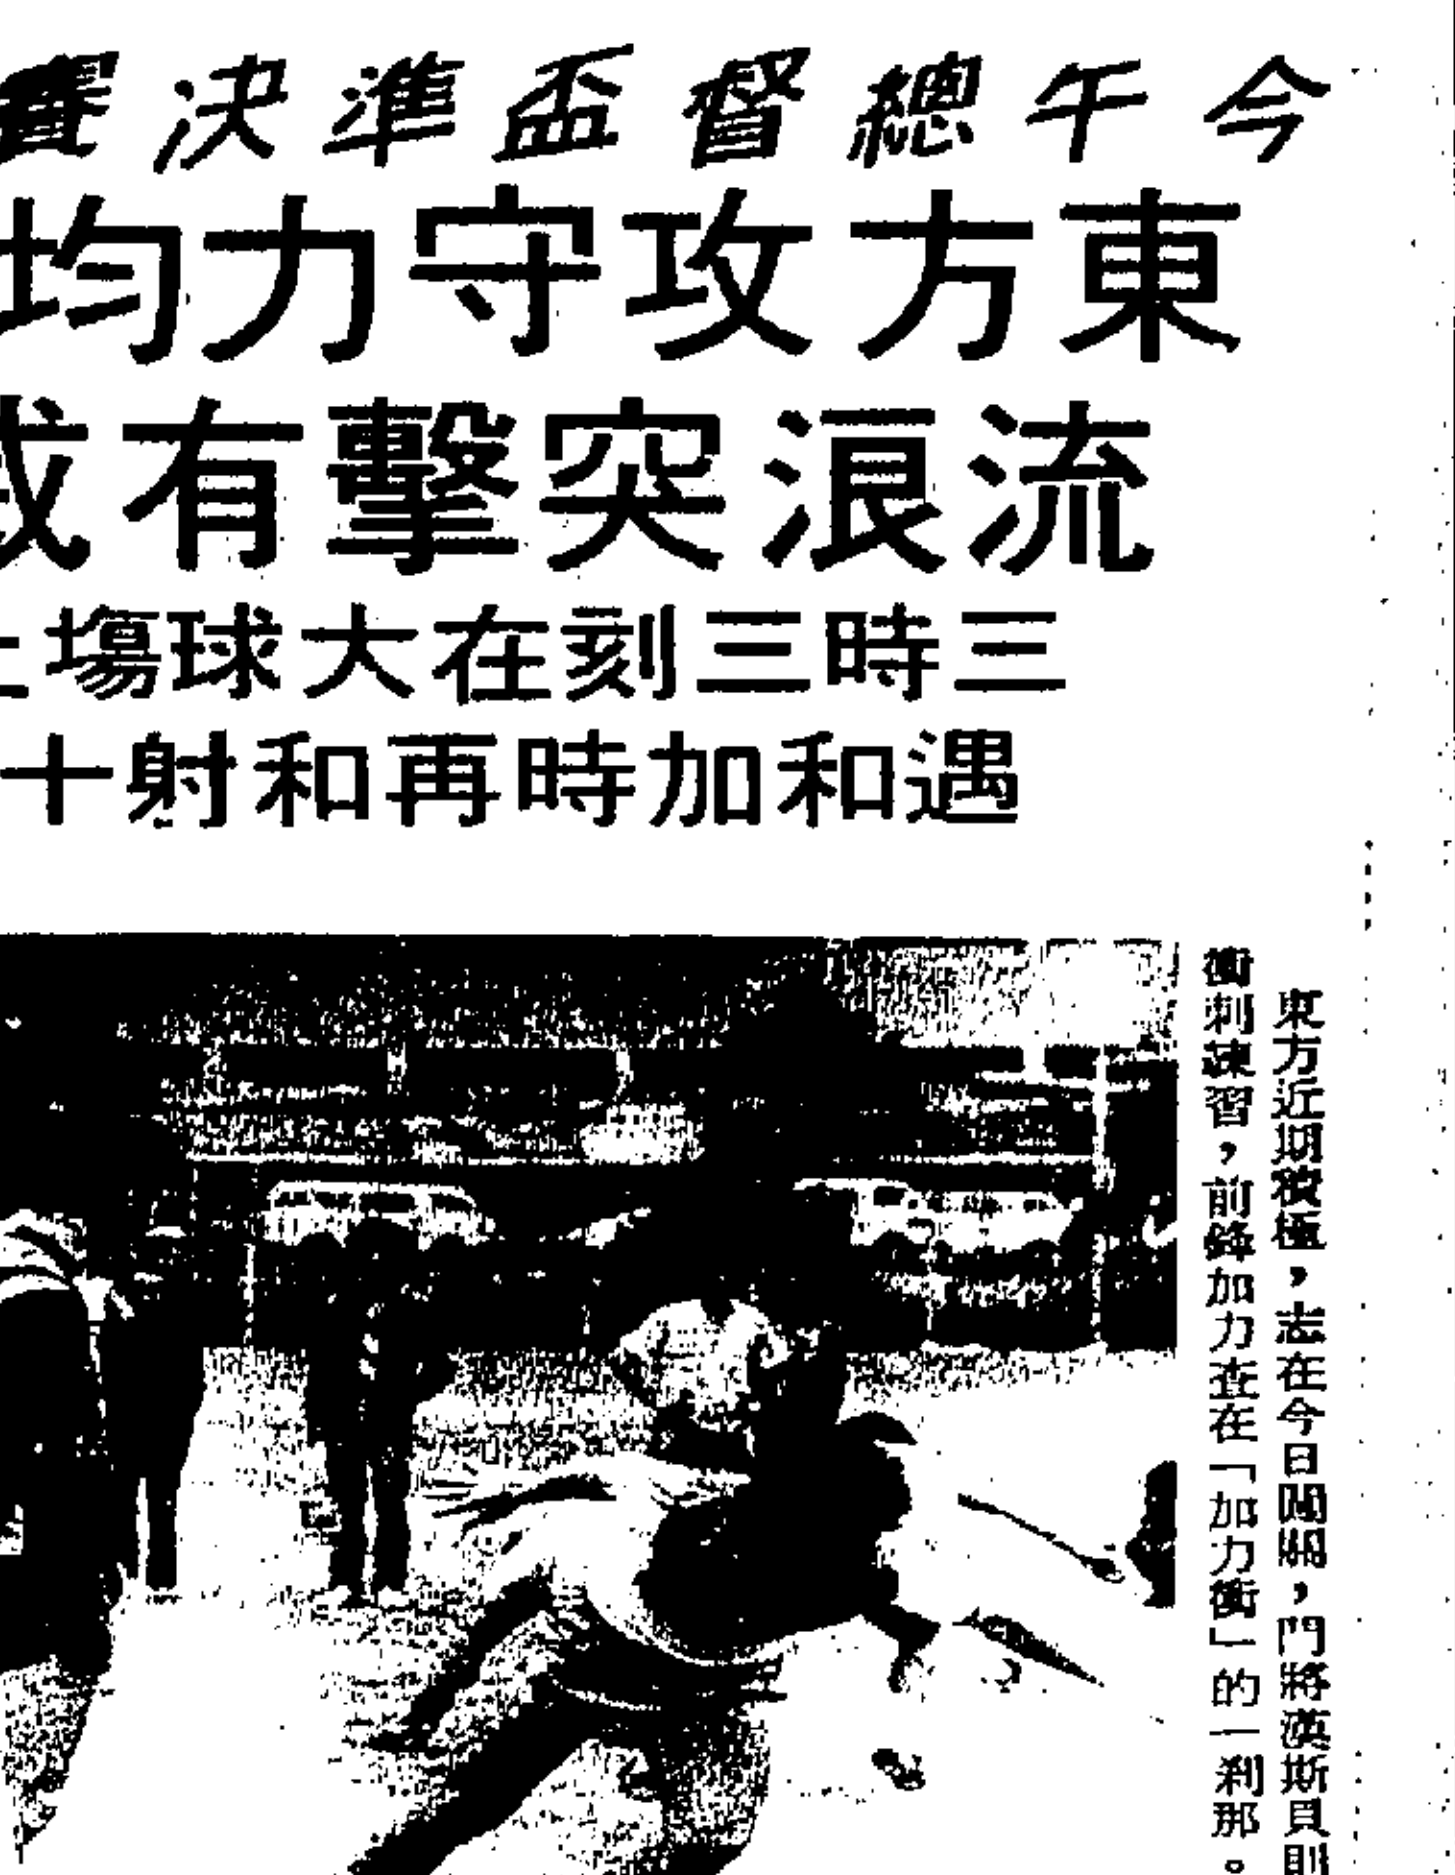 今午總督盃準決賽
東方攻守力均
流浪突擊有
三時三刻在大球場上
遇和加時再和射十
東方近期積極，志在今日闖關，門將漢斯貝則
衝刺練習，前鋒加力查在「加力衝」的一剎那。